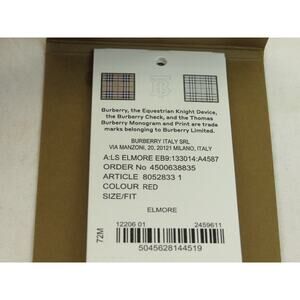 Burberry, the Equestrian Knight Device,
the Burberry Check, and the Thomas
Burberry Monogram and Print are trade
marks belonging to Burberry Limited.
BURBERRY ITALY SRL
VIA MANZONI, 20, 20121 MILANO, ITALY
A:LS ELMORE EB9:133014:A4587
ORDER No 4500638835
ARTICLE 8052833 1
COLOUR RED
SIZE/FIT
ELMORE
72M
12206 01 2459611
5045628144519